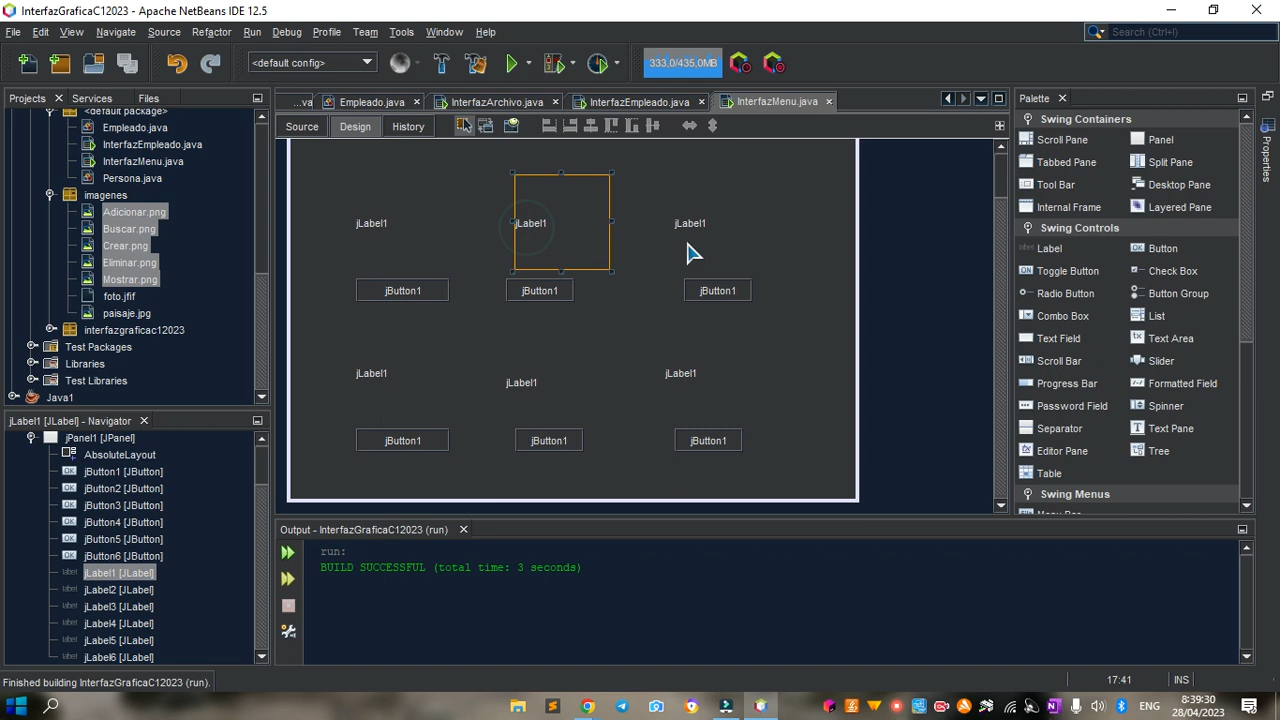 InterfazGraficaC12023 - Apache NetBeans IDE 12.5
File Edit View Navigate Source Refactor Run Debug Profile Team Tools Window Help
Search (Ctrl+I)
<default config>
333,0/435,0MB
Projects Services Files
...va Empleado.java InterfazArchivo.java InterfazEmpleado.java InterfazMenu.java
Palette
<default package>
Empleado.java
InterfazEmpleado.java
InterfazMenu.java
Persona.java
imagenes
Adicionar.png
Buscar.png
Crear.png
Eliminar.png
Mostrar.png
foto.jfif
paisaje.jpg
interfazgraficac12023
Test Packages
Libraries
Test Libraries
Java1
Source Design History
jLabel1 jLabel1 jLabel1
jButton1 jButton1 jButton1
jLabel1 jLabel1 jLabel1
jButton1 jButton1 jButton1
Swing Containers
Scroll Pane Panel
Tabbed Pane Split Pane
Tool Bar Desktop Pane
Internal Frame Layered Pane
Swing Controls
Label Button
Toggle Button Check Box
Radio Button Button Group
Combo Box List
Text Field Text Area
Scroll Bar Slider
Progress Bar Formatted Field
Password Field Spinner
Separator Text Pane
Editor Pane Tree
Table
Swing Menus
Properties
jLabel1 [JLabel] - Navigator
jPanel1 [JPanel]
AbsoluteLayout
jButton1 [JButton]
jButton2 [JButton]
jButton3 [JButton]
jButton4 [JButton]
jButton5 [JButton]
jButton6 [JButton]
jLabel1 [JLabel]
jLabel2 [JLabel]
jLabel3 [JLabel]
jLabel4 [JLabel]
jLabel5 [JLabel]
jLabel6 [JLabel]
Output - InterfazGraficaC12023 (run)
run:
BUILD SUCCESSFUL (total time: 3 seconds)
Finished building InterfazGraficaC12023 (run).
17:41 INS
ENG
8:39:30
28/04/2023